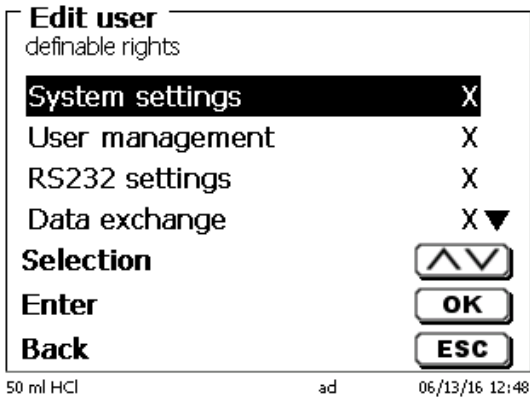 Edit user
definable rights
System settings X
User management X
RS232 settings X
Data exchange X
Selection
Enter OK
Back ESC
50 ml HCl ad 06/13/16 12:48